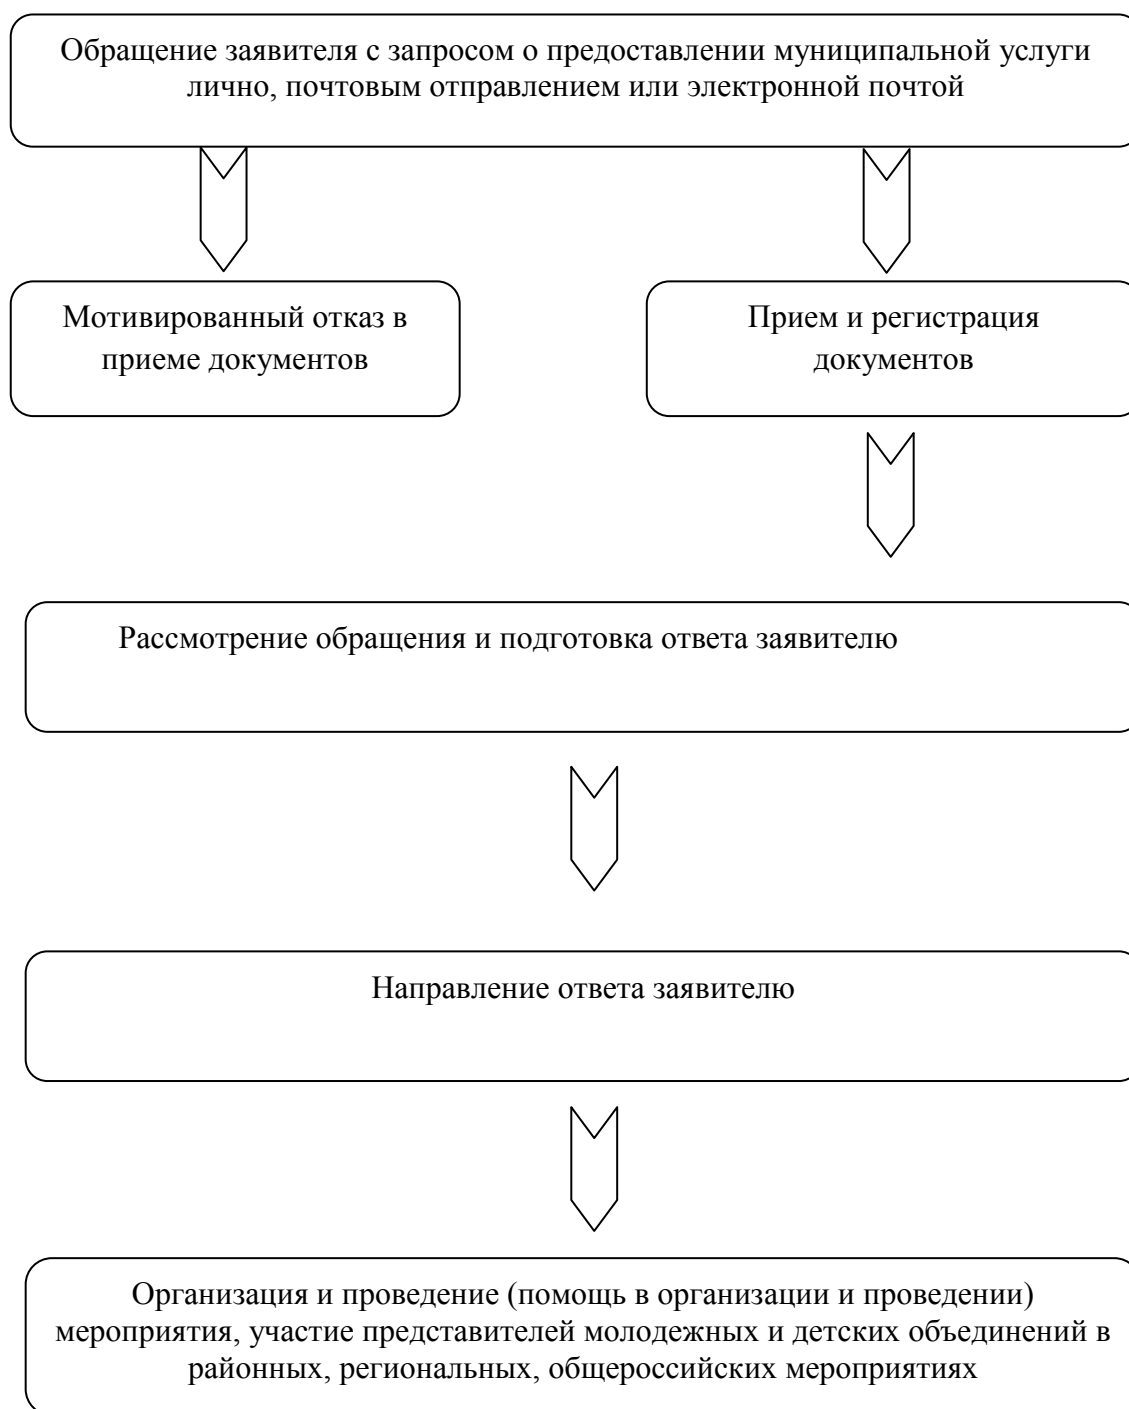 Обращение заявителя с запросом о предоставлении муниципальной услуги
лично, почтовым отправлением или электронной почтой
Мотивированный отказ в
приеме документов
Прием и регистрация
документов
Рассмотрение обращения и подготовка ответа заявителю
Направление ответа заявителю
Организация и проведение (помощь в организации и проведении)
мероприятия, участие представителей молодежных и детских объединений в
районных, региональных, общероссийских мероприятиях